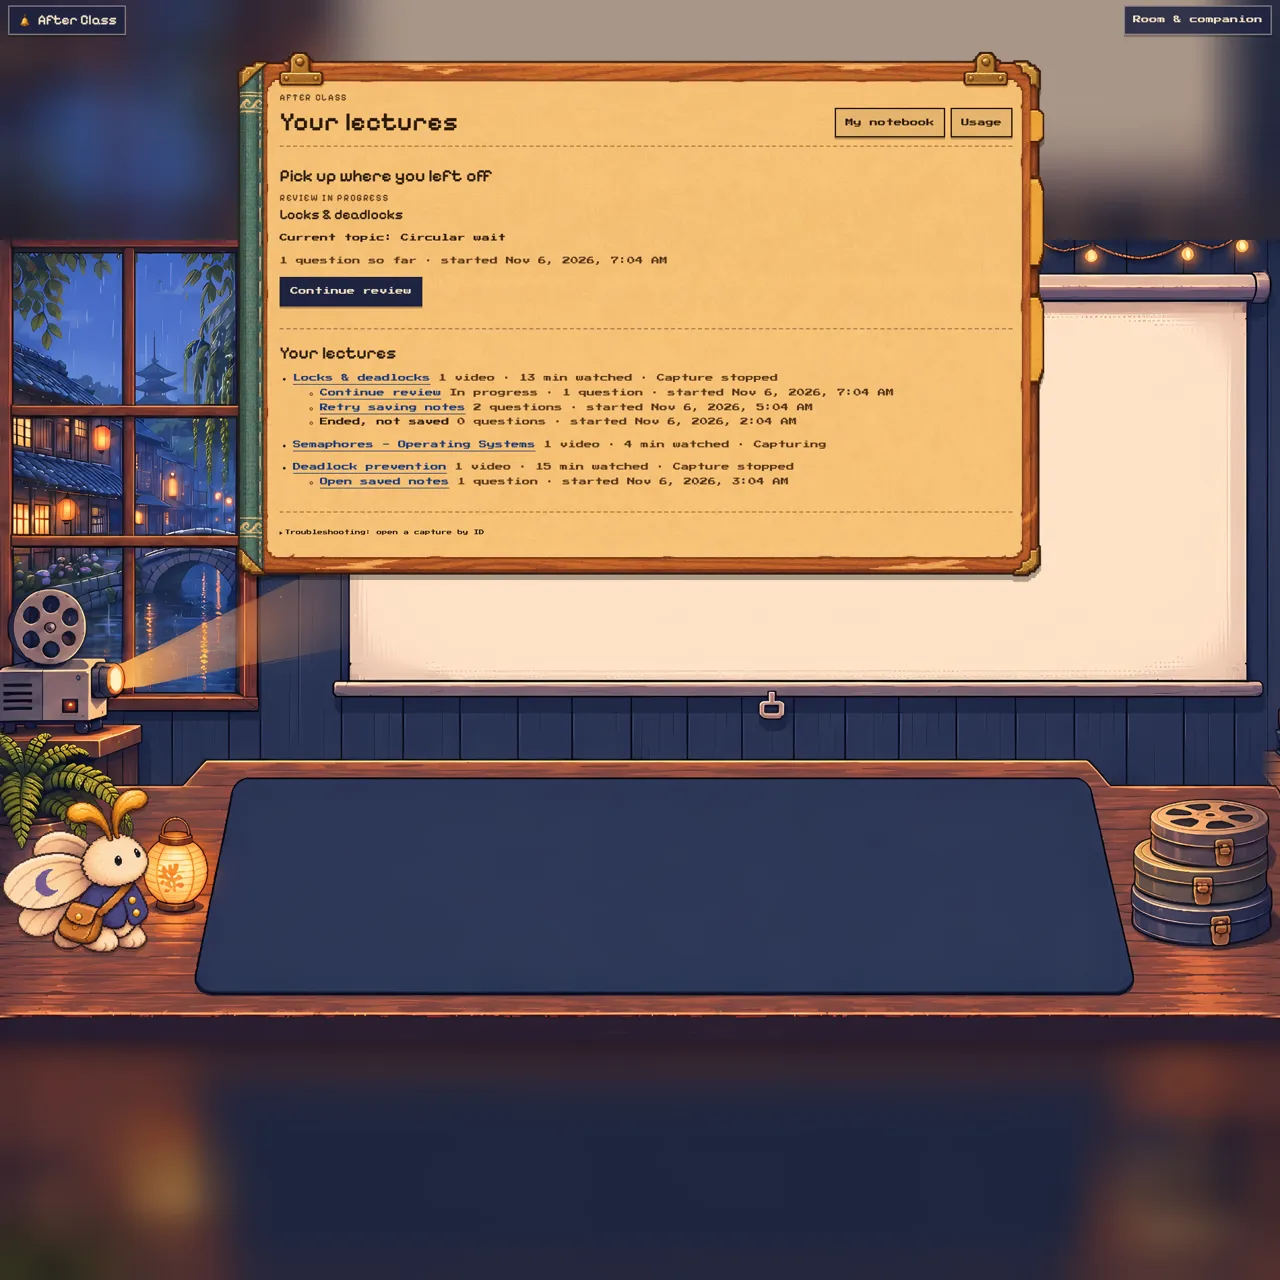 After Class
Room & companion
AFTER CLASS
Your lectures
My notebook
Usage
Pick up where you left off
REVIEW IN PROGRESS
Locks & deadlocks
Current topic: Circular wait
1 question so far · started Nov 6, 2026, 7:04 AM
Continue review
Your lectures
Locks & deadlocks 1 video · 13 min watched · Capture stopped
Continue review In progress · 1 question · started Nov 6, 2026, 7:04 AM
Retry saving notes 2 questions · started Nov 6, 2026, 5:04 AM
Ended, not saved 0 questions · started Nov 6, 2026, 2:04 AM
Semaphores – Operating Systems 1 video · 4 min watched · Capturing
Deadlock prevention 1 video · 15 min watched · Capture stopped
Open saved notes 1 question · started Nov 6, 2026, 3:04 AM
Troubleshooting: open a capture by ID